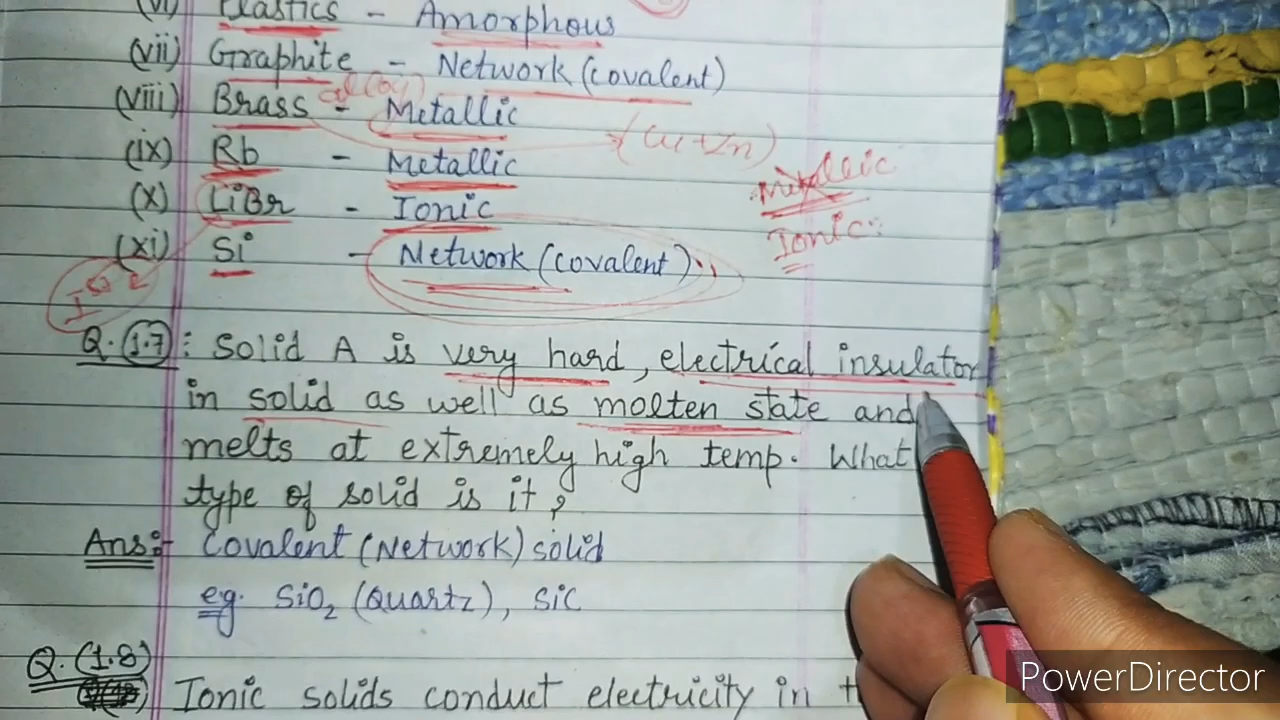 (vi) Plastics - Amorphous
(vii) Graphite - Network (covalent)
(viii) Brass - Metallic
(Cu+Zn)
(ix) Rb - Metallic
Metallic
(x) LiBr - Ionic
Ionic
(xi) Si - Network (covalent)
Q.(1.7): Solid A is very hard, electrical insulator
in solid as well as molten state and
melts at extremely high temp. What
type of solid is it?
Ans:- Covalent (Network) solid
eg. SiO2 (Quartz), SiC
Q.(1.8)
Ionic solids conduct electricity in
PowerDirector